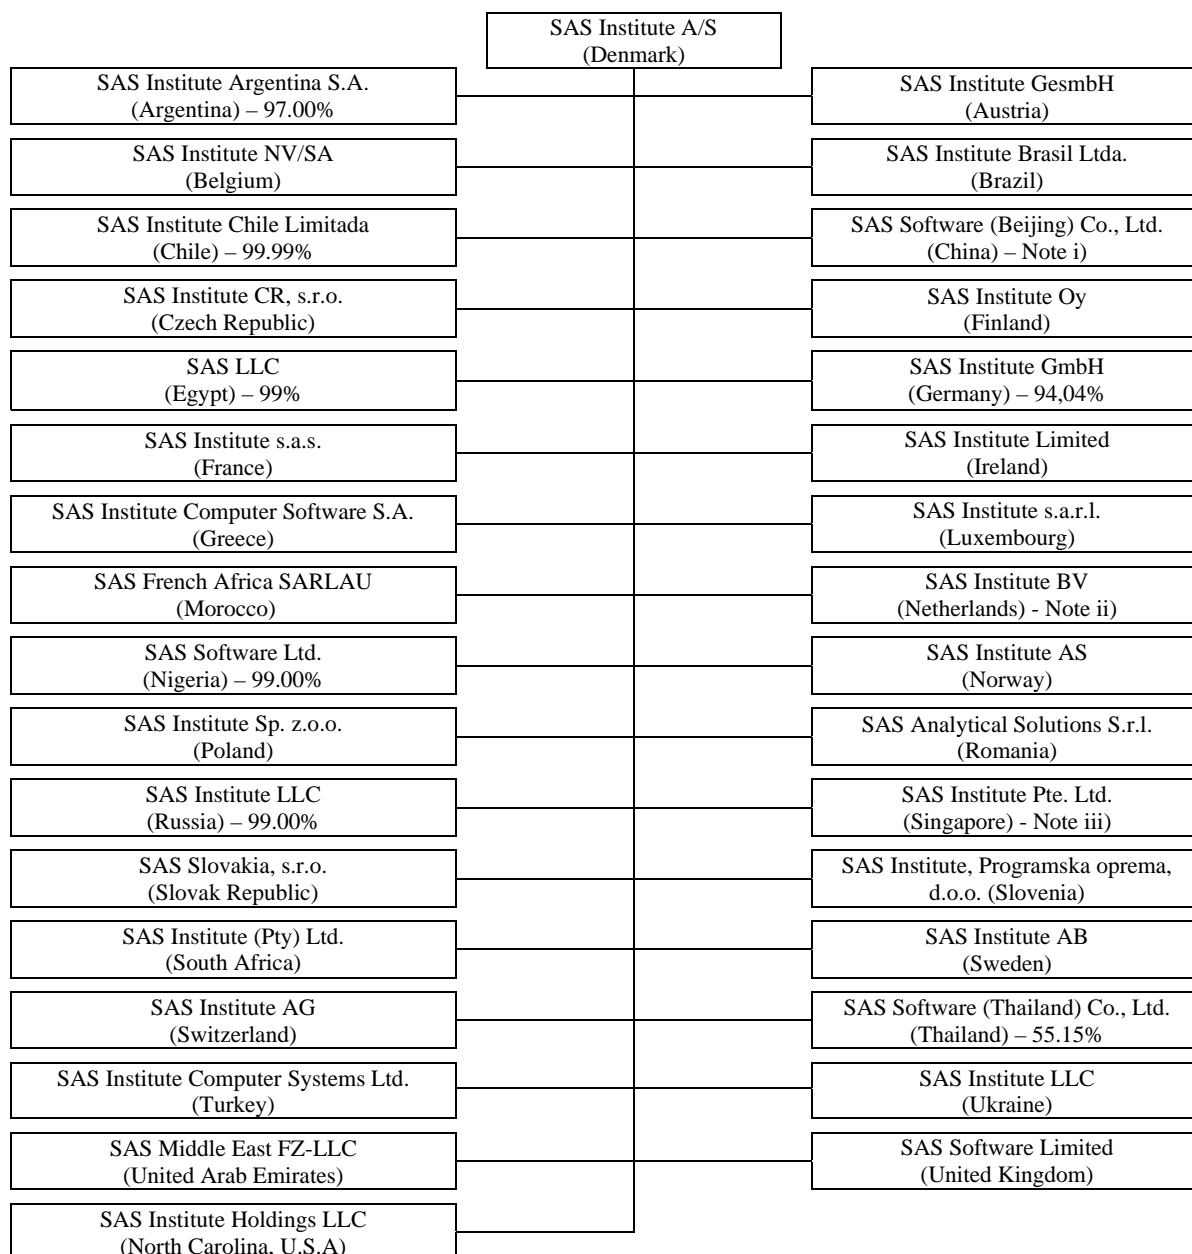 SAS Institute A/S
(Denmark)
SAS Institute Argentina S.A.
(Argentina) – 97.00%
SAS Institute GesmbH
(Austria)
SAS Institute NV/SA
(Belgium)
SAS Institute Brasil Ltda.
(Brazil)
SAS Institute Chile Limitada
(Chile) – 99.99%
SAS Software (Beijing) Co., Ltd.
(China) – Note i)
SAS Institute CR, s.r.o.
(Czech Republic)
SAS Institute Oy
(Finland)
SAS LLC
(Egypt) – 99%
SAS Institute GmbH
(Germany) – 94,04%
SAS Institute s.a.s.
(France)
SAS Institute Limited
(Ireland)
SAS Institute Computer Software S.A.
(Greece)
SAS Institute s.a.r.l.
(Luxembourg)
SAS French Africa SARLAU
(Morocco)
SAS Institute BV
(Netherlands) - Note ii)
SAS Software Ltd.
(Nigeria) – 99.00%
SAS Institute AS
(Norway)
SAS Institute Sp. z.o.o.
(Poland)
SAS Analytical Solutions S.r.l.
(Romania)
SAS Institute LLC
(Russia) – 99.00%
SAS Institute Pte. Ltd.
(Singapore) - Note iii)
SAS Slovakia, s.r.o.
(Slovak Republic)
SAS Institute, Programska oprema,
d.o.o. (Slovenia)
SAS Institute (Pty) Ltd.
(South Africa)
SAS Institute AB
(Sweden)
SAS Institute AG
(Switzerland)
SAS Software (Thailand) Co., Ltd.
(Thailand) – 55.15%
SAS Institute Computer Systems Ltd.
(Turkey)
SAS Institute LLC
(Ukraine)
SAS Middle East FZ-LLC
(United Arab Emirates)
SAS Software Limited
(United Kingdom)
SAS Institute Holdings LLC
(North Carolina, U.S.A)